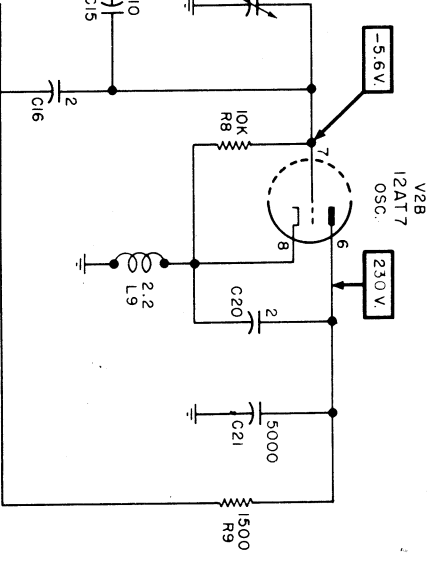 -5.6V.
V2B
12AT7
OSC.
230 V.
7
6
8
10K
R8
10
C15
2
C16
2
C20
2.2
L9
5000
C21
1500
R9